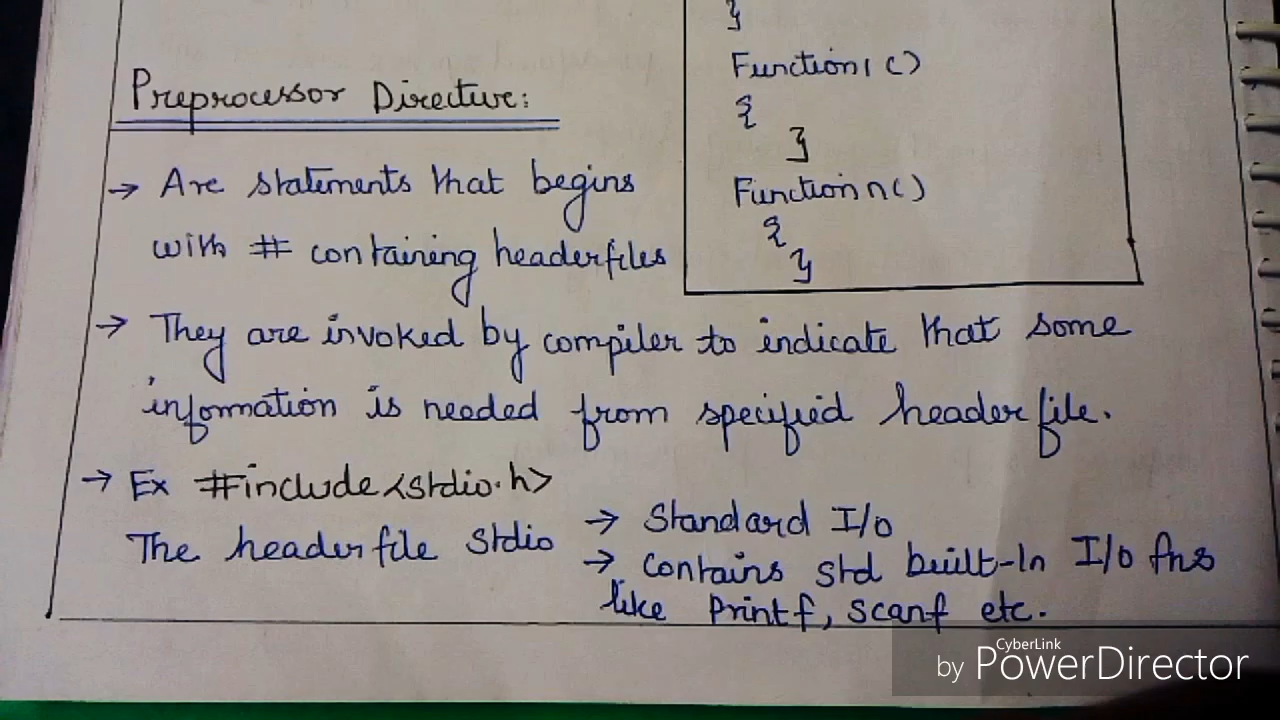 }
Function1()
{
}
Functionn()
{
}
Preprocessor Directive:
→ Are statements that begins
with # containing headerfiles
→ They are invoked by compiler to indicate that some
information is needed from specified header file.
→ Ex #include<stdio.h>
The headerfile stdio → Standard I/O
→ contains std built-In I/O fns
like Printf, scanf etc.
CyberLink
by PowerDirector